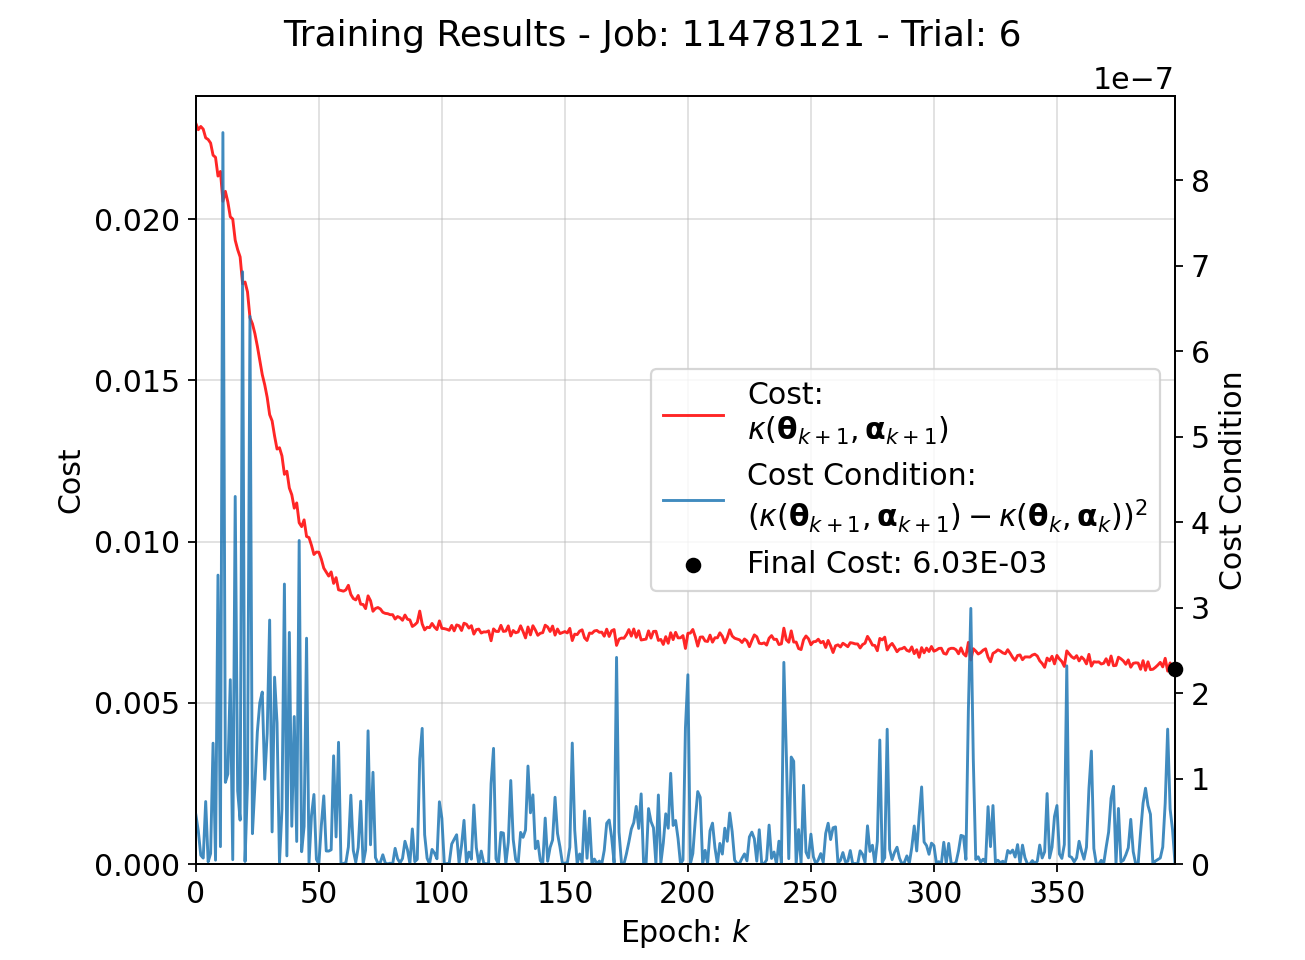 Training Results - Job: 11478121 - Trial: 6
1e−7
Cost
0.020
0.015
0.010
0.005
0.000
8
7
6
5
4
3
2
1
0
Cost Condition
Cost:
κ(θₖ₊₁, αₖ₊₁)
Cost Condition:
(κ(θₖ₊₁, αₖ₊₁) − κ(θₖ, αₖ))²
Final Cost: 6.03E-03
0 50 100 150 200 250 300 350
Epoch: k